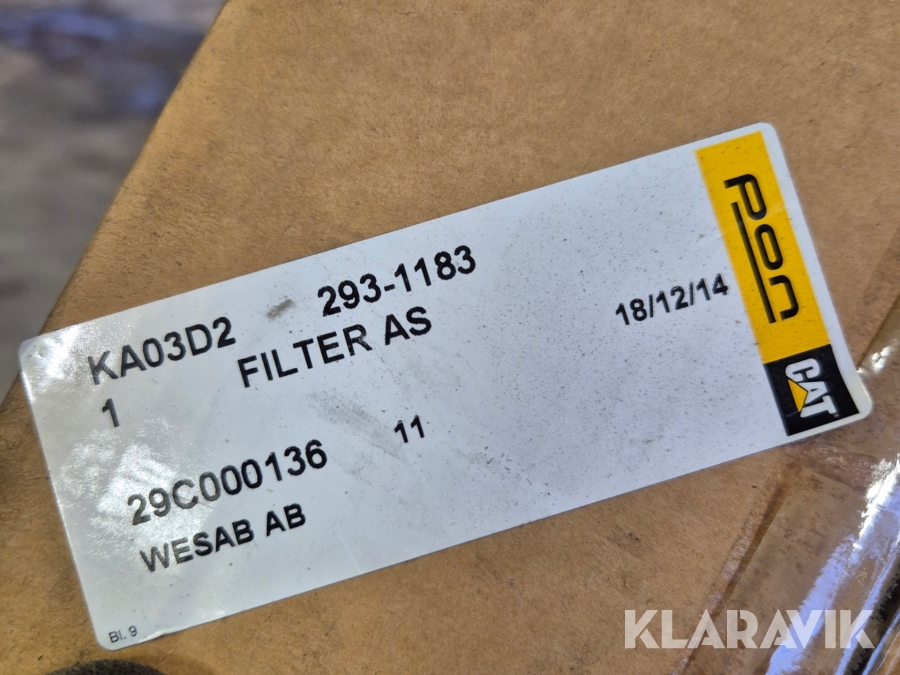 KA03D2 293-1183
1 FILTER AS
18/12/14
29C000136 11
WESAB AB
Bl. 9
pon
CAT
KLARAVIK